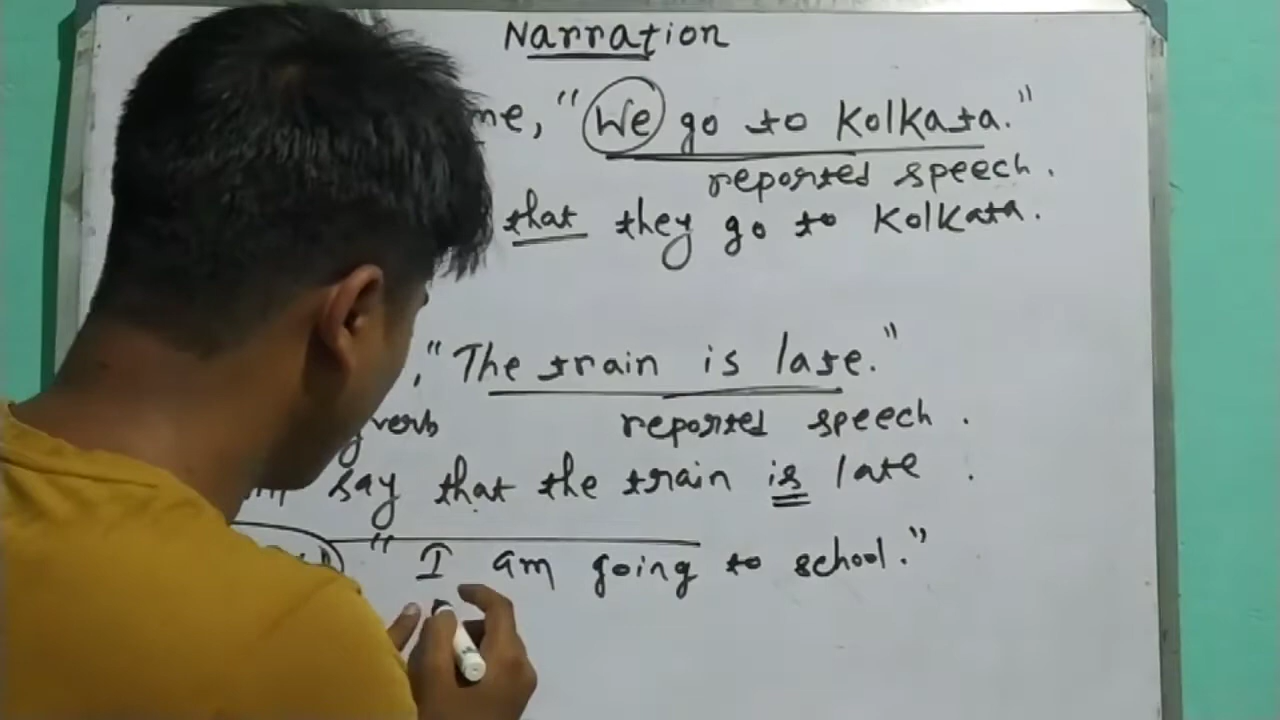 Narration
me, "We go to Kolkata."
reported speech.
that they go to Kolkata.
, "The train is late."
verb reported speech.
say that the train is late.
"I am going to school."